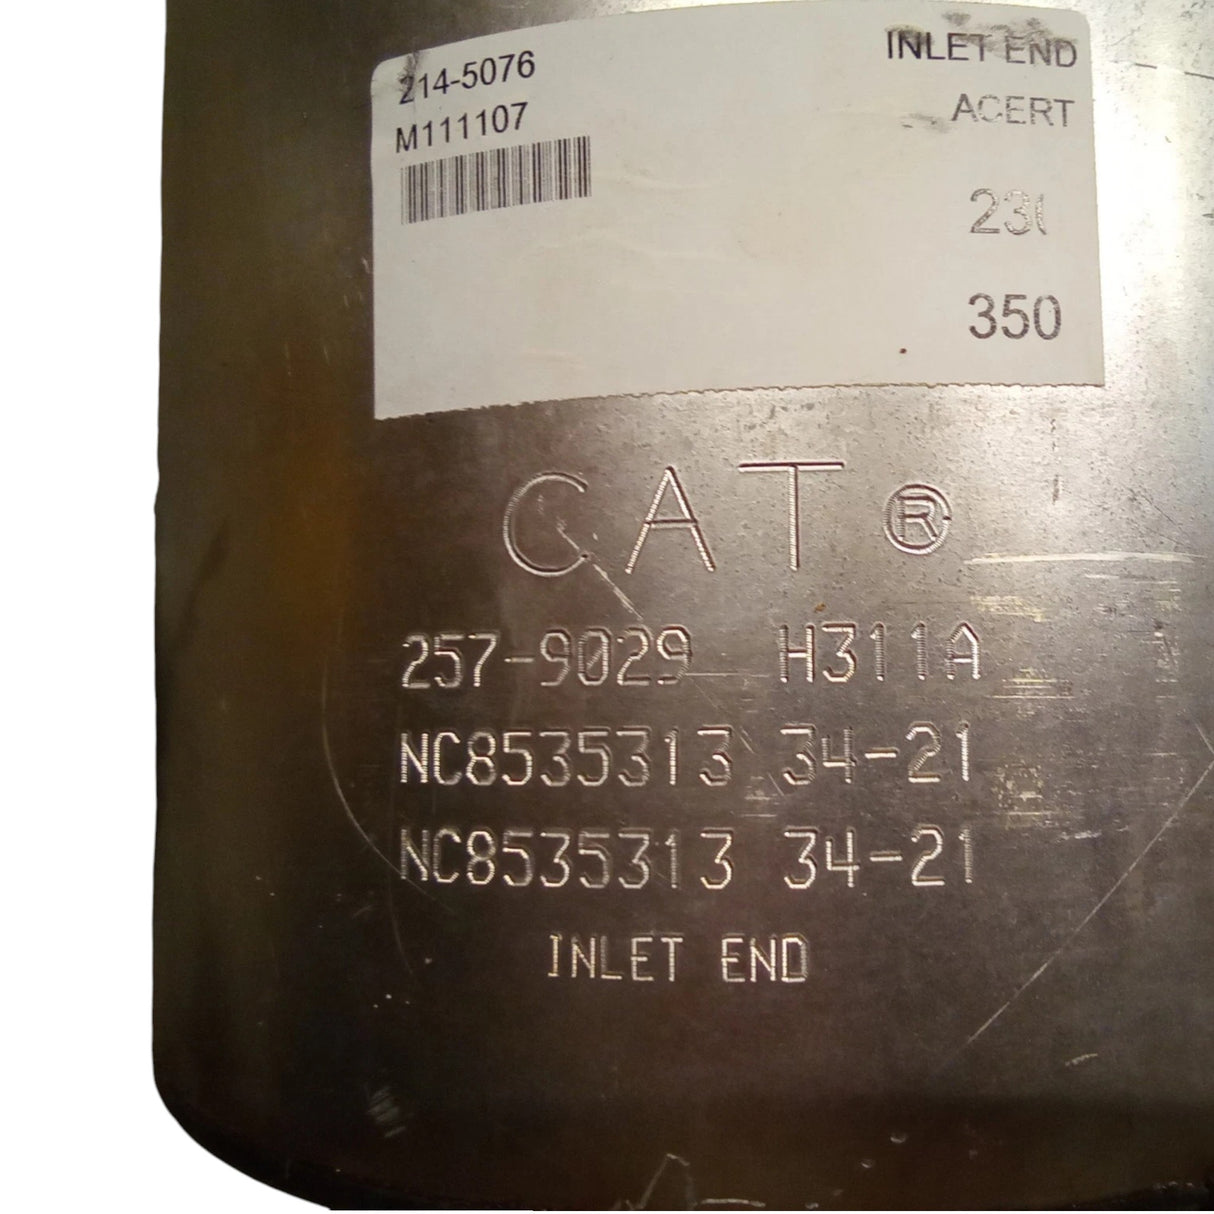 214-5076
M111107
INLET END
ACERT
350
CAT ®
257-9029 H311A
NC8535313 34-21
NC8535313 34-21
INLET END